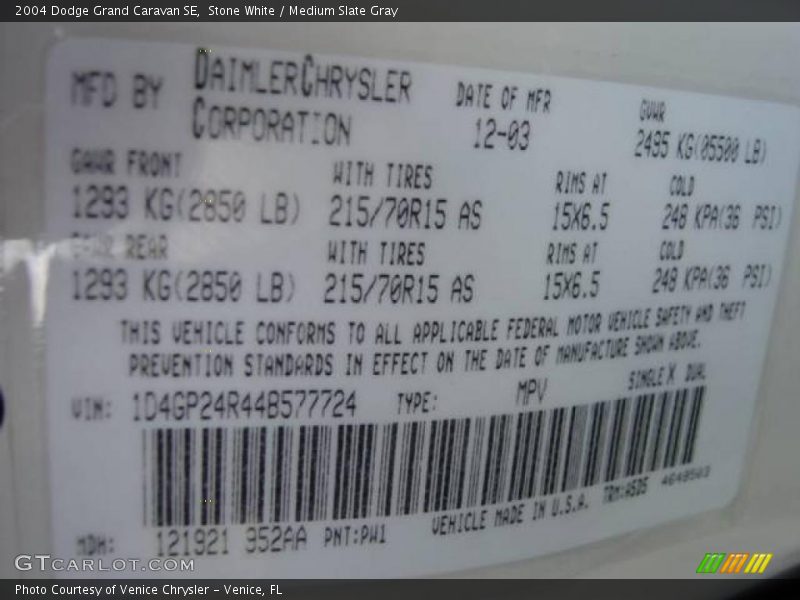 2004 Dodge Grand Caravan SE, Stone White / Medium Slate Gray
MFD BY DAIMLERCHRYSLER CORPORATION DATE OF MFR 12-03 GVWR 2495 KG(05500 LB)
GAWR FRONT WITH TIRES RIMS AT COLD
1293 KG(2850 LB) 215/70R15 AS 15X6.5 248 KPA(36 PSI)
GAWR REAR WITH TIRES RIMS AT COLD
1293 KG(2850 LB) 215/70R15 AS 15X6.5 248 KPA(36 PSI)
THIS VEHICLE CONFORMS TO ALL APPLICABLE FEDERAL MOTOR VEHICLE SAFETY AND THEFT
PREVENTION STANDARDS IN EFFECT ON THE DATE OF MANUFACTURE SHOWN ABOVE.
VIN: 1D4GP24R44B577724 TYPE: MPV SINGLE X DUAL
MDH: 121921 952AA PNT:PW1 VEHICLE MADE IN U.S.A. TRM:A5D5
GTCARLOT.COM
Photo Courtesy of Venice Chrysler - Venice, FL